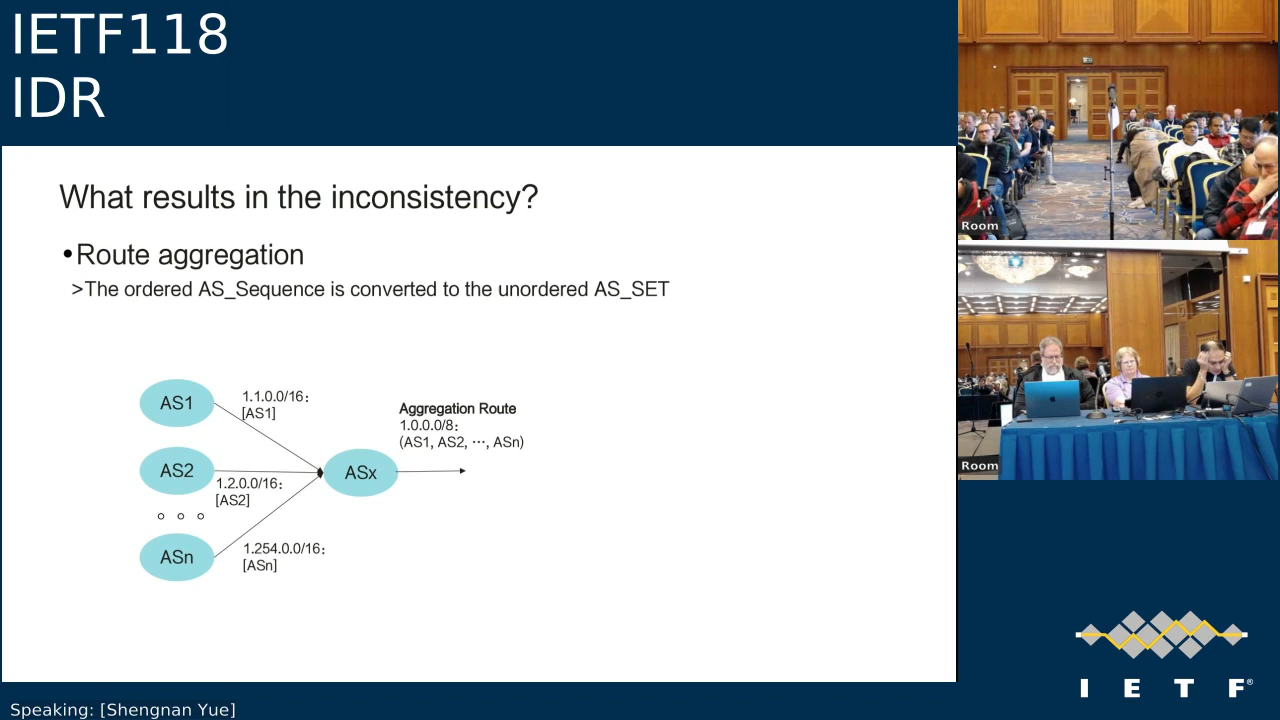 IETF118
IDR
What results in the inconsistency?
•Route aggregation
>The ordered AS_Sequence is converted to the unordered AS_SET
AS1
1.1.0.0/16:
[AS1]
Aggregation Route
1.0.0.0/8:
(AS1, AS2, ···, ASn)
AS2
ASx
1.2.0.0/16:
[AS2]
ASn
1.254.0.0/16:
[ASn]
Room
Room
I E T F®
Speaking: [Shengnan Yue]